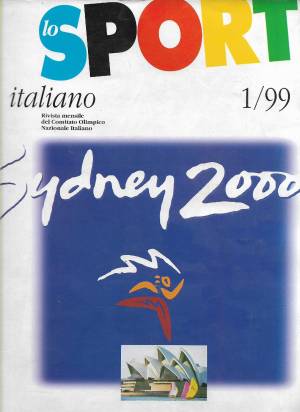 lo
SPORT
italiano 1/99
Rivista mensile
del Comitato Olimpico
Nazionale Italiano
Sydney 2000